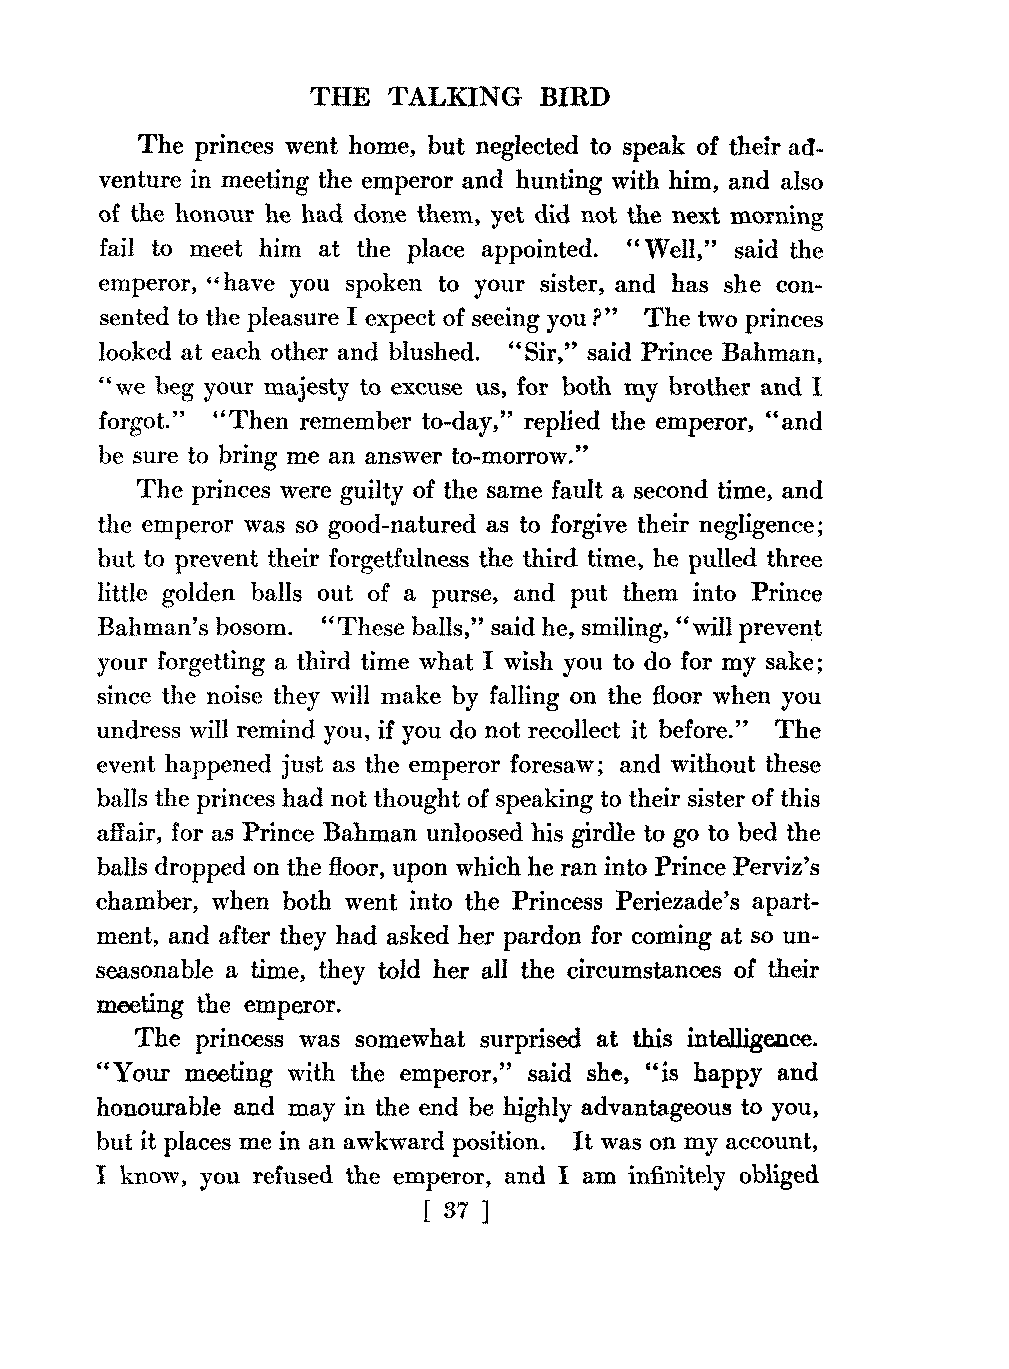 THE TALKING BIRD
The princes went home, but neglected to speak of their ad-
venture in meeting the emperor and hunting with him, and also
of the honour he had done them, yet did not the next morning
fail to meet him at the place appointed. "Well," said the
emperor, "have you spoken to your sister, and has she con-
sented to the pleasure I expect of seeing you?" The two princes
looked at each other and blushed. "Sir," said Prince Bahman,
"we beg your majesty to excuse us, for both my brother and I
forgot." "Then remember to-day," replied the emperor, "and
be sure to bring me an answer to-morrow."
The princes were guilty of the same fault a second time, and
the emperor was so good-natured as to forgive their negligence;
but to prevent their forgetfulness the third time, he pulled three
little golden balls out of a purse, and put them into Prince
Bahman's bosom. "These balls," said he, smiling, "will prevent
your forgetting a third time what I wish you to do for my sake;
since the noise they will make by falling on the floor when you
undress will remind you, if you do not recollect it before." The
event happened just as the emperor foresaw; and without these
balls the princes had not thought of speaking to their sister of this
affair, for as Prince Bahman unloosed his girdle to go to bed the
balls dropped on the floor, upon which he ran into Prince Perviz's
chamber, when both went into the Princess Periezade's apart-
ment, and after they had asked her pardon for coming at so un-
seasonable a time, they told her all the circumstances of their
meeting the emperor.
The princess was somewhat surprised at this intelligence.
"Your meeting with the emperor," said she, "is happy and
honourable and may in the end be highly advantageous to you,
but it places me in an awkward position. It was on my account,
I know, you refused the emperor, and I am infinitely obliged
[ 37 ]